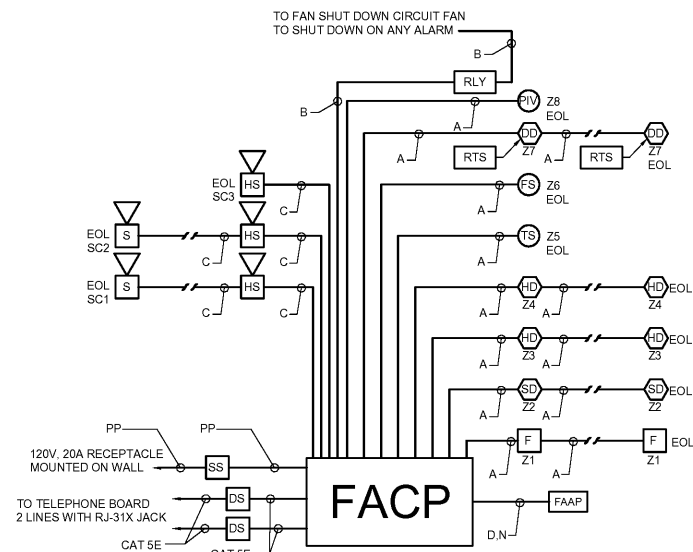 TO FAN SHUT DOWN CIRCUIT FAN
TO SHUT DOWN ON ANY ALARM
B
RLY
B
PIV
Z8
EOL
A
DD
Z7
A
A
DD
Z7
EOL
RTS
RTS
EOL
SC3
HS
C
FS
Z6
EOL
A
EOL
SC2
S
C
HS
C
TS
Z5
EOL
A
EOL
SC1
S
C
HS
C
HD
Z4
A
A
HD
Z4
EOL
HD
Z3
A
A
HD
Z3
EOL
SD
Z2
A
A
SD
Z2
EOL
F
Z1
A
A
F
Z1
EOL
PP
PP
120V, 20A RECEPTACLE
MOUNTED ON WALL
SS
TO TELEPHONE BOARD
2 LINES WITH RJ-31X JACK
DS
DS
CAT 5E
CAT 5E
FACP
FAAP
D,N